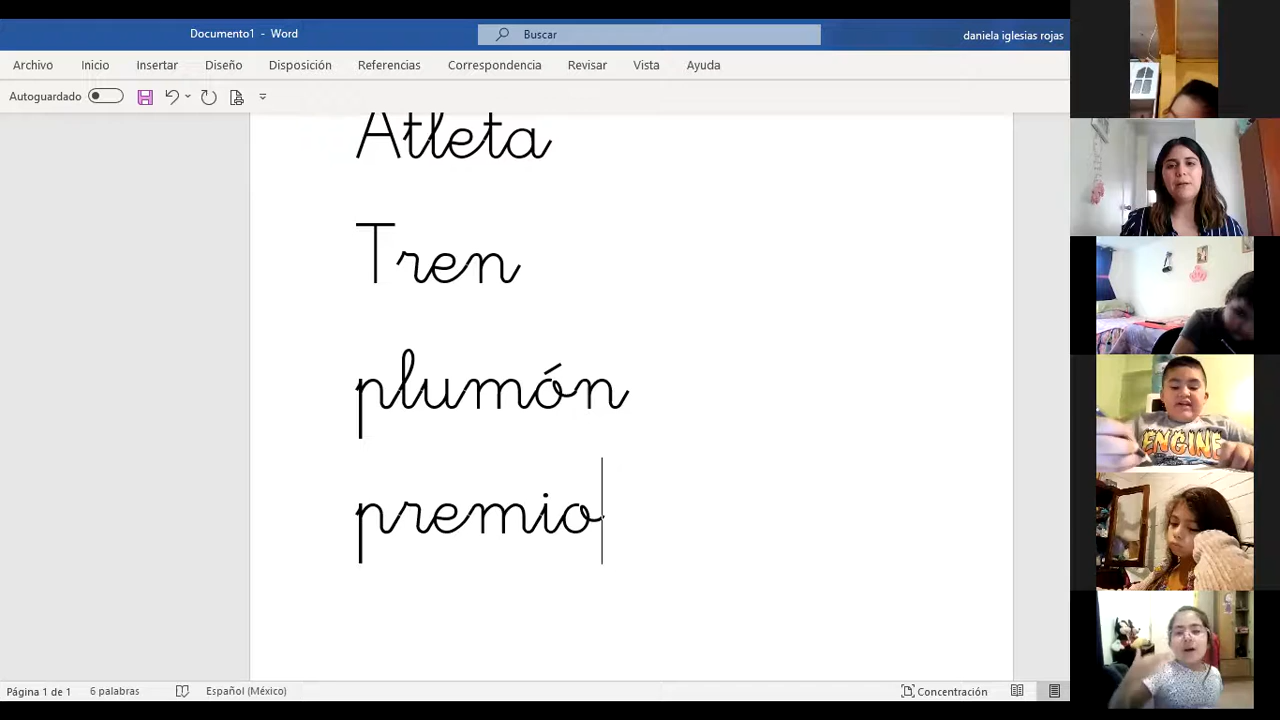 Documento1 - Word
Buscar
daniela iglesias rojas
Archivo Inicio Insertar Diseño Disposición Referencias Correspondencia Revisar Vista Ayuda
Autoguardado
Atleta
Tren
plumón
premio
ENGINE
Página 1 de 1 6 palabras Español (México) Concentración